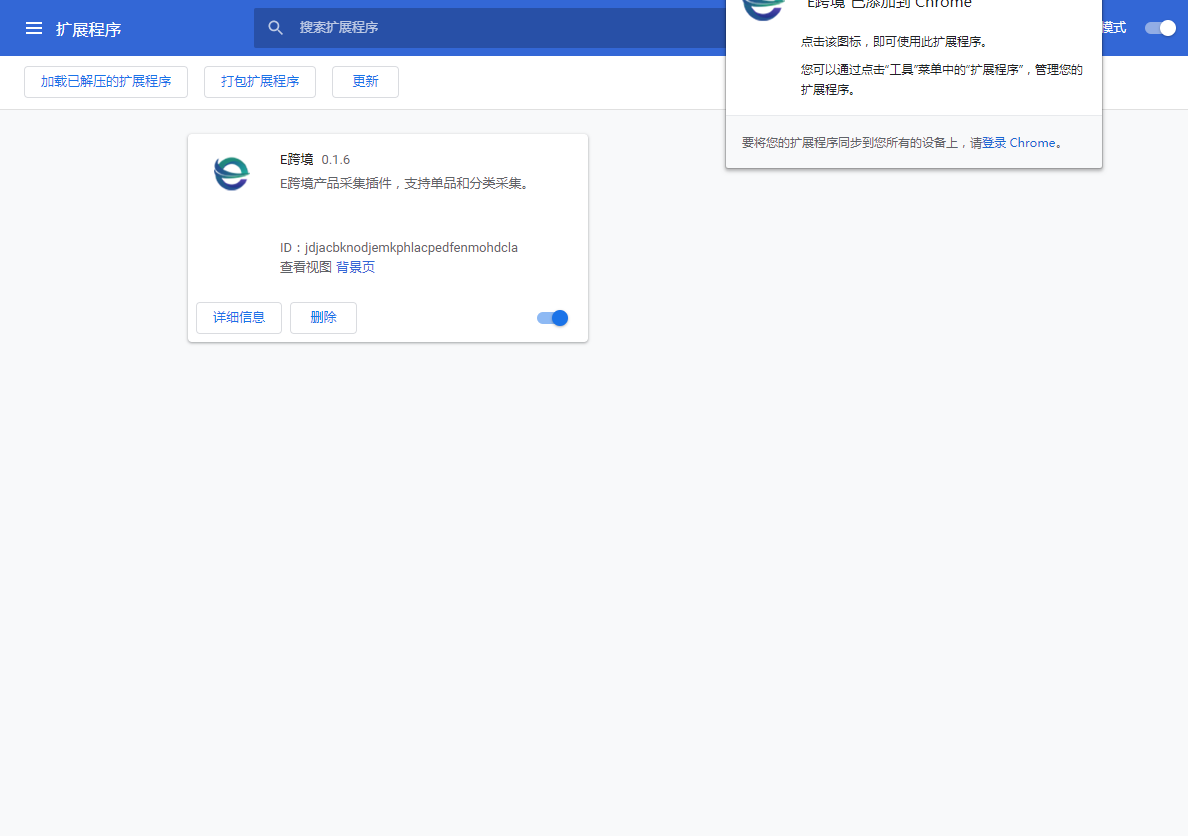 扩展程序
搜索扩展程序
模式
加载已解压的扩展程序
打包扩展程序
更新
"E跨境"已添加到 Chrome
点击该图标，即可使用此扩展程序。
您可以通过点击“工具”菜单中的“扩展程序”，管理您的
扩展程序。
要将您的扩展程序同步到您所有的设备上，请登录 Chrome。
E跨境 0.1.6
E跨境产品采集插件，支持单品和分类采集。
ID：jdjacbknodjemkphlacpedfenmohdcla
查看视图 背景页
详细信息
删除